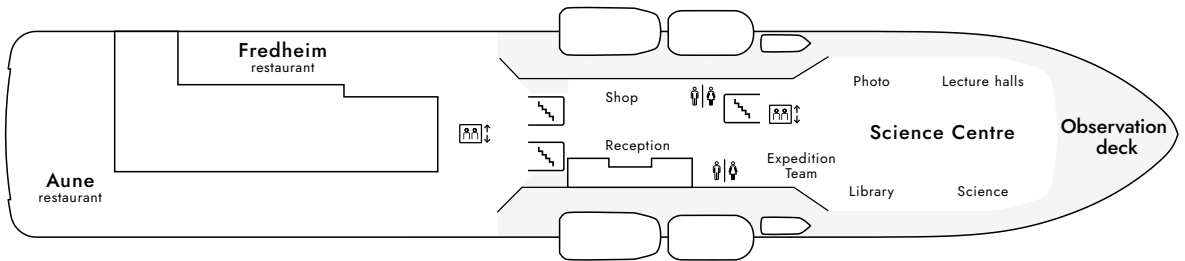 Fredheim
restaurant
Aune
restaurant
Shop
Reception
Expedition
Team
Photo
Lecture halls
Science Centre
Library
Science
Observation
deck